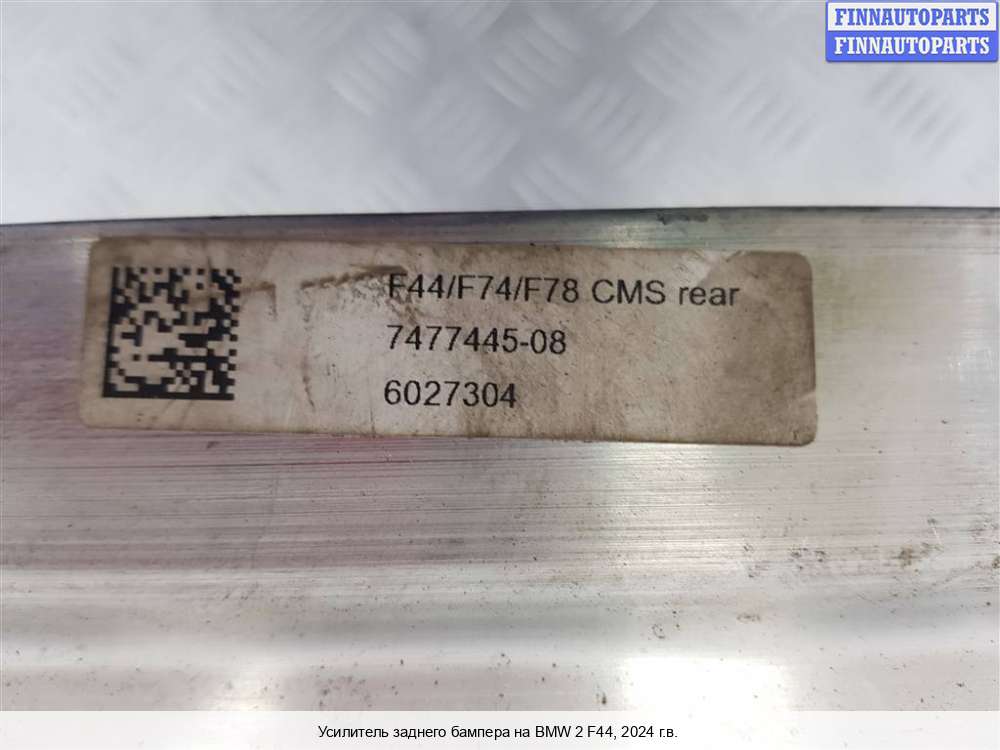 FINNAUTOPARTS
FINNAUTOPARTS
F44/F74/F78 CMS rear
7477445-08
6027304
Усилитель заднего бампера на BMW 2 F44, 2024 г.в.